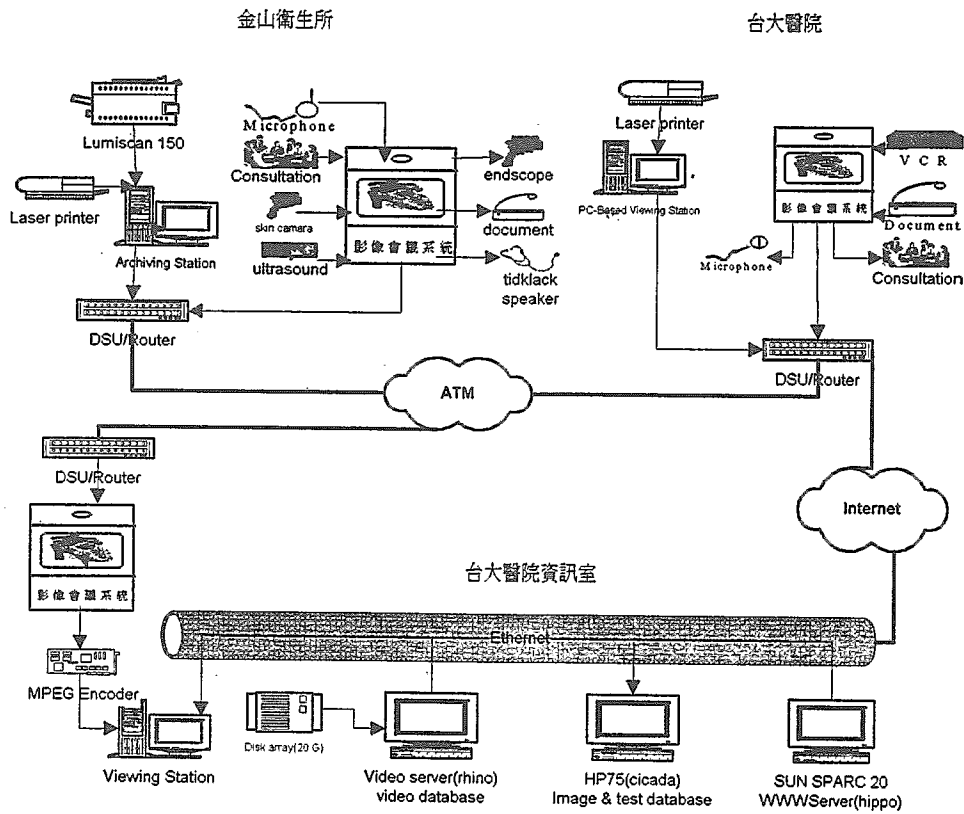 金山衛生所
台大醫院
Lumiscan 150
Laser printer
Archiving Station
DSU/Router
Microphone
Consultation
skin camara
ultrasound
影像會議系統
endscope
document
tidklack
speaker
Laser printer
PC-Based Viewing Station
影像會議系統
V C R
Document
Microphone
Consultation
DSU/Router
ATM
DSU/Router
影像會議系統
MPEG Encoder
Viewing Station
Internet
台大醫院資訊室
Ethernet
Disk array(20 G)
Video server(rhino)
video database
HP75(cicada)
Image & test database
SUN SPARC 20
WWWServer(hippo)